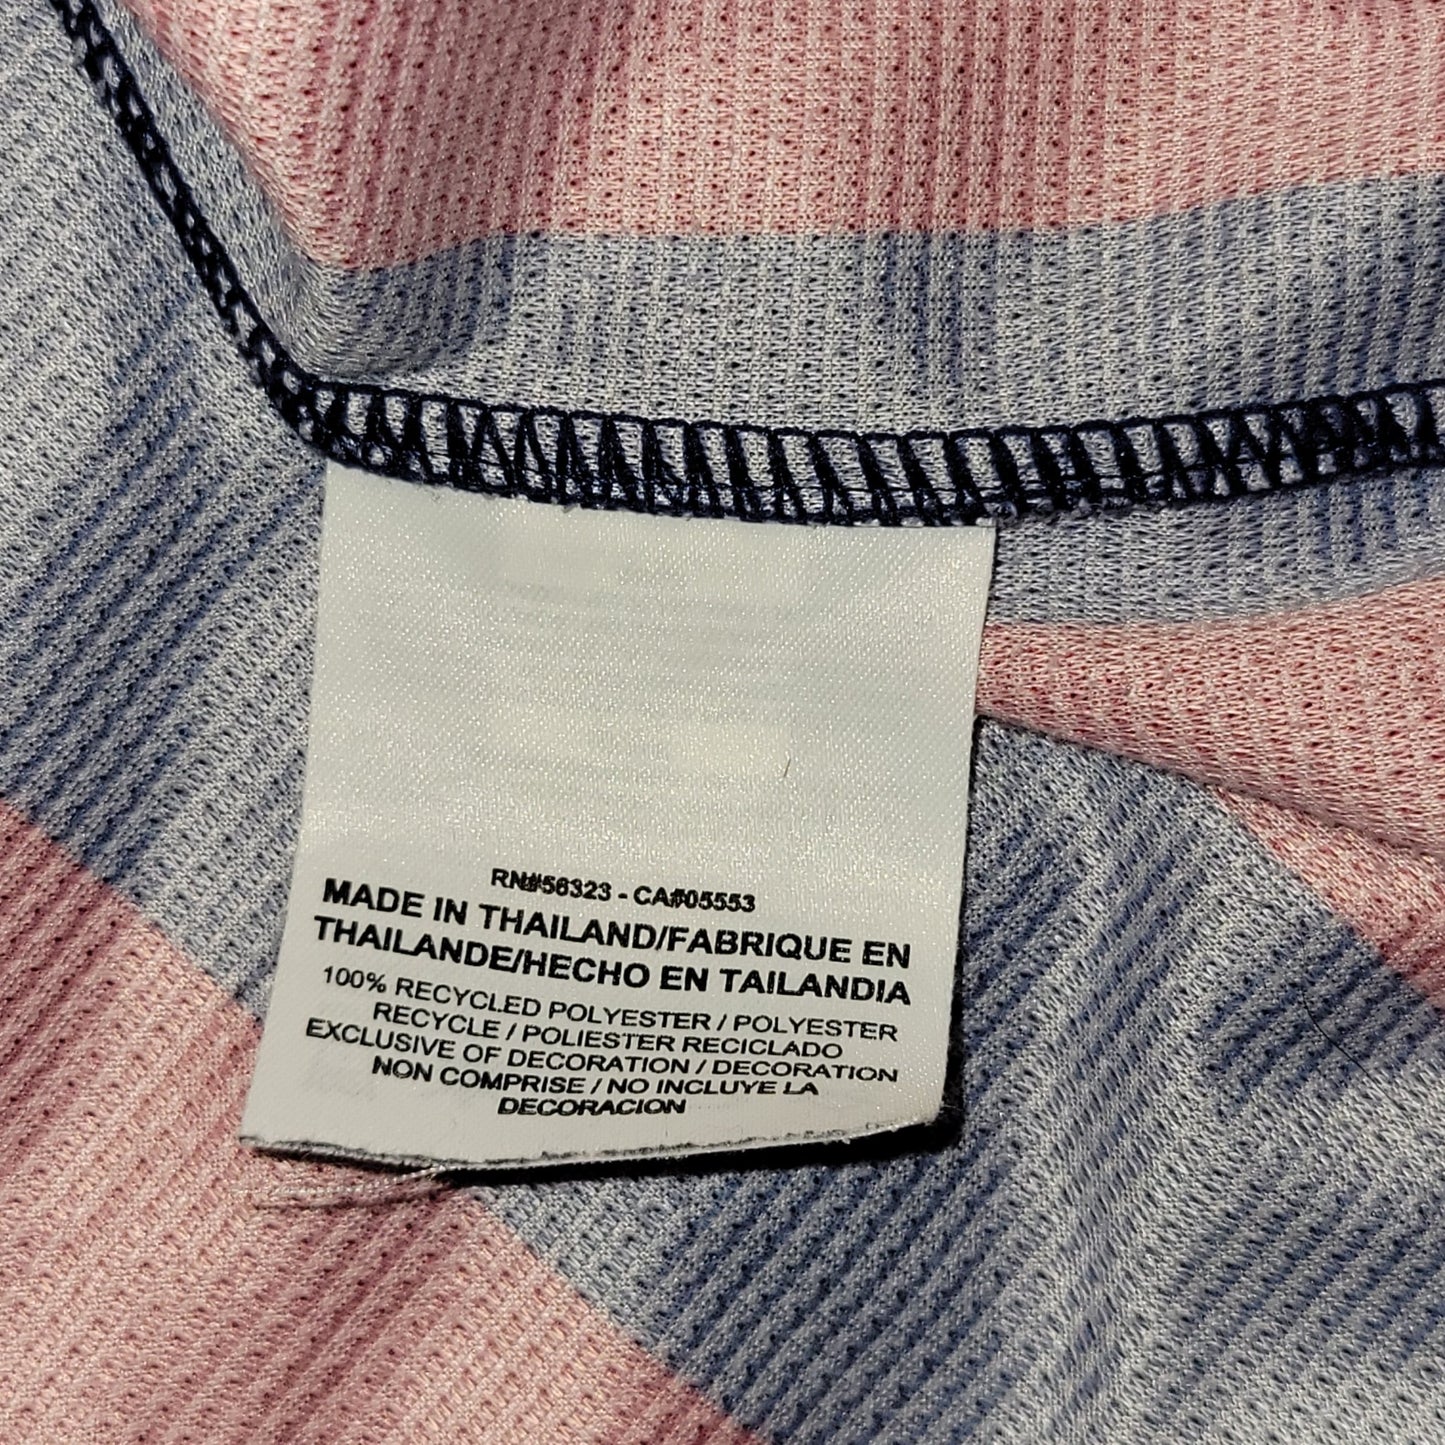 RN#56323 - CA#05553
MADE IN THAILAND/FABRIQUE EN
THAILANDE/HECHO EN TAILANDIA
100% RECYCLED POLYESTER / POLYESTER
RECYCLE / POLIESTER RECICLADO
EXCLUSIVE OF DECORATION / DECORATION
NON COMPRISE / NO INCLUYE LA
DECORACION